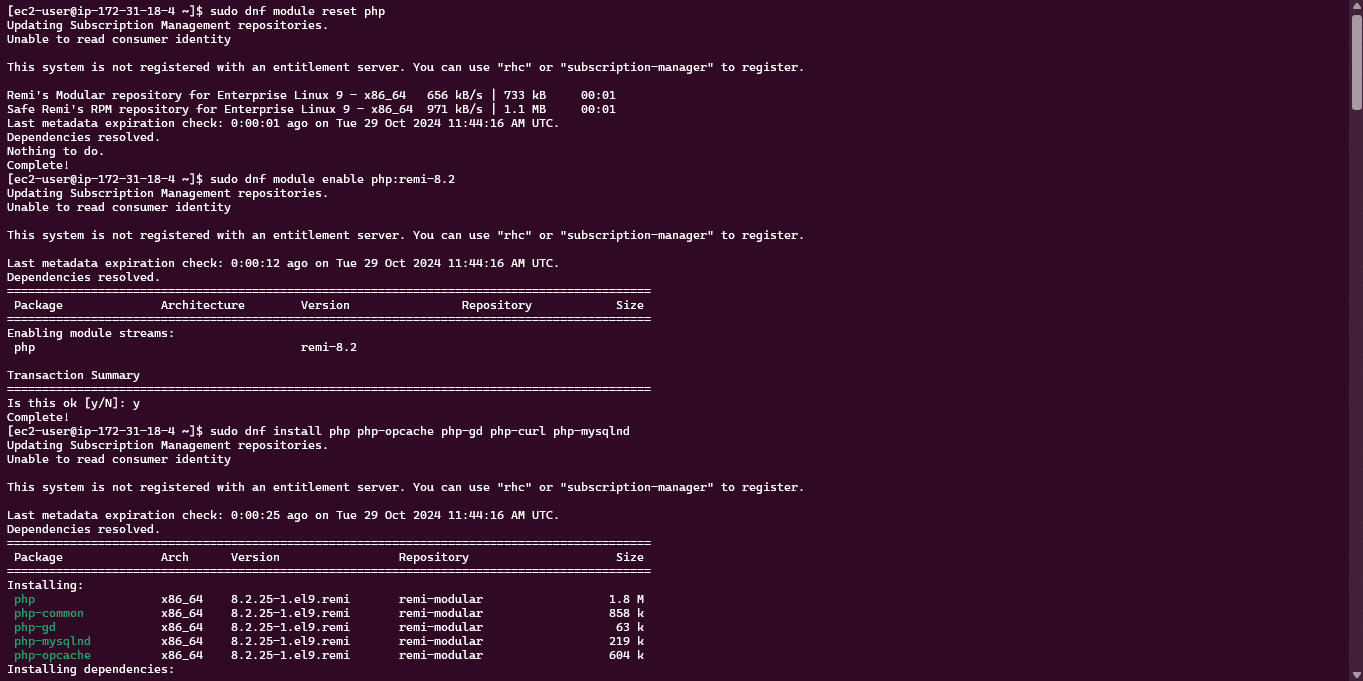 [ec2-user@ip-172-31-18-4 ~]$ sudo dnf module reset php
Updating Subscription Management repositories.
Unable to read consumer identity

This system is not registered with an entitlement server. You can use "rhc" or "subscription-manager" to register.

Remi's Modular repository for Enterprise Linux 9 - x86_64   656 kB/s | 733 kB     00:01
Safe Remi's RPM repository for Enterprise Linux 9 - x86_64  971 kB/s | 1.1 MB     00:01
Last metadata expiration check: 0:00:01 ago on Tue 29 Oct 2024 11:44:16 AM UTC.
Dependencies resolved.
Nothing to do.
Complete!
[ec2-user@ip-172-31-18-4 ~]$ sudo dnf module enable php:remi-8.2
Updating Subscription Management repositories.
Unable to read consumer identity

This system is not registered with an entitlement server. You can use "rhc" or "subscription-manager" to register.

Last metadata expiration check: 0:00:12 ago on Tue 29 Oct 2024 11:44:16 AM UTC.
Dependencies resolved.
============================================================================================
 Package              Architecture        Version                Repository            Size
============================================================================================
Enabling module streams:
 php                                      remi-8.2

Transaction Summary
============================================================================================
Is this ok [y/N]: y
Complete!
[ec2-user@ip-172-31-18-4 ~]$ sudo dnf install php php-opcache php-gd php-curl php-mysqlnd
Updating Subscription Management repositories.
Unable to read consumer identity

This system is not registered with an entitlement server. You can use "rhc" or "subscription-manager" to register.

Last metadata expiration check: 0:00:25 ago on Tue 29 Oct 2024 11:44:16 AM UTC.
Dependencies resolved.
============================================================================================
 Package              Arch      Version                 Repository                     Size
============================================================================================
Installing:
 php                  x86_64    8.2.25-1.el9.remi       remi-modular                  1.8 M
 php-common           x86_64    8.2.25-1.el9.remi       remi-modular                  858 k
 php-gd               x86_64    8.2.25-1.el9.remi       remi-modular                   63 k
 php-mysqlnd          x86_64    8.2.25-1.el9.remi       remi-modular                  219 k
 php-opcache          x86_64    8.2.25-1.el9.remi       remi-modular                  604 k
Installing dependencies: